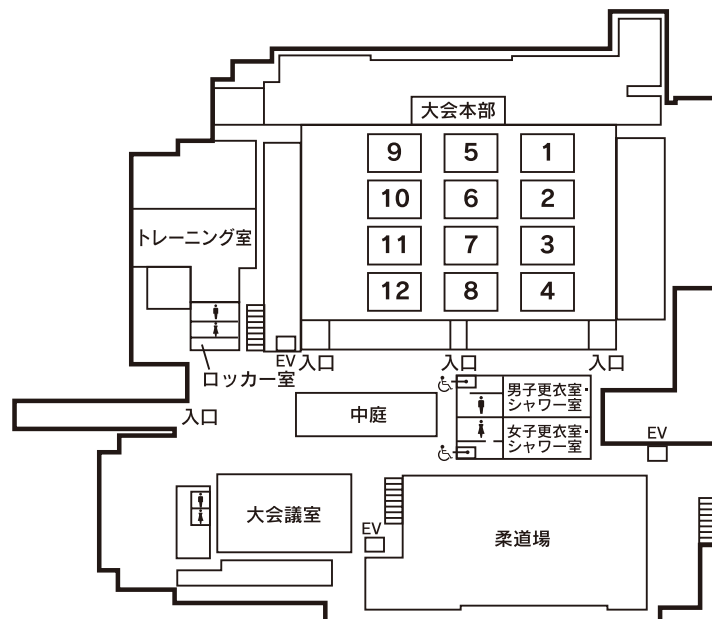 大会本部
9 5 1
10 6 2
11 7 3
12 8 4
トレーニング室
EV
入口 入口 入口
ロッカー室
男子更衣室・
シャワー室
入口
中庭
女子更衣室・
シャワー室
EV
大会議室
EV
柔道場